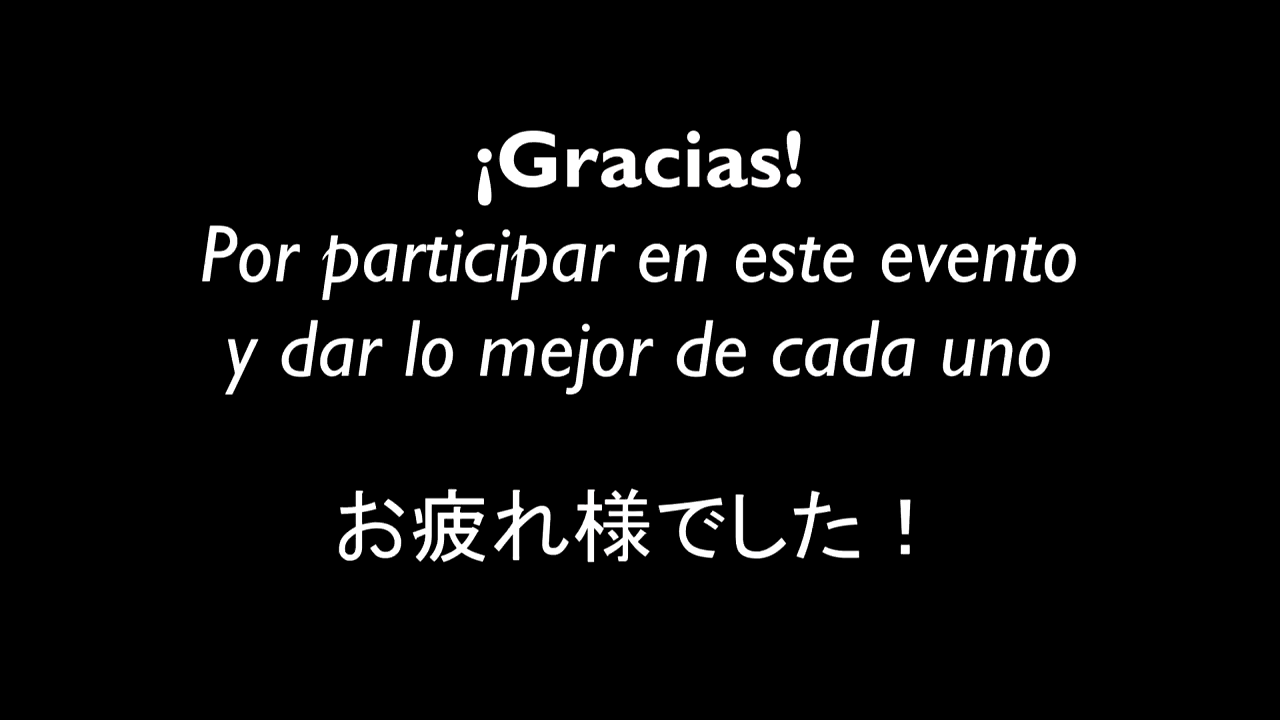 ¡Gracias!
Por participar en este evento
y dar lo mejor de cada uno
お疲れ様でした！